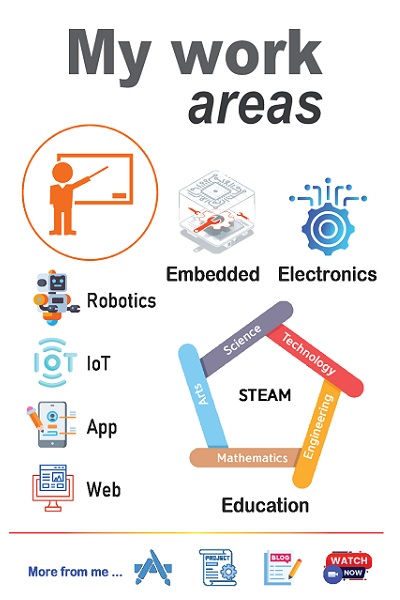 My work
areas
Embedded
Electronics
Robotics
IoT
IoT
App
Web
Science
Technology
Arts
STEAM
Engineering
Mathematics
Education
More from me ...
PROJECT
BLOG
WATCH
NOW